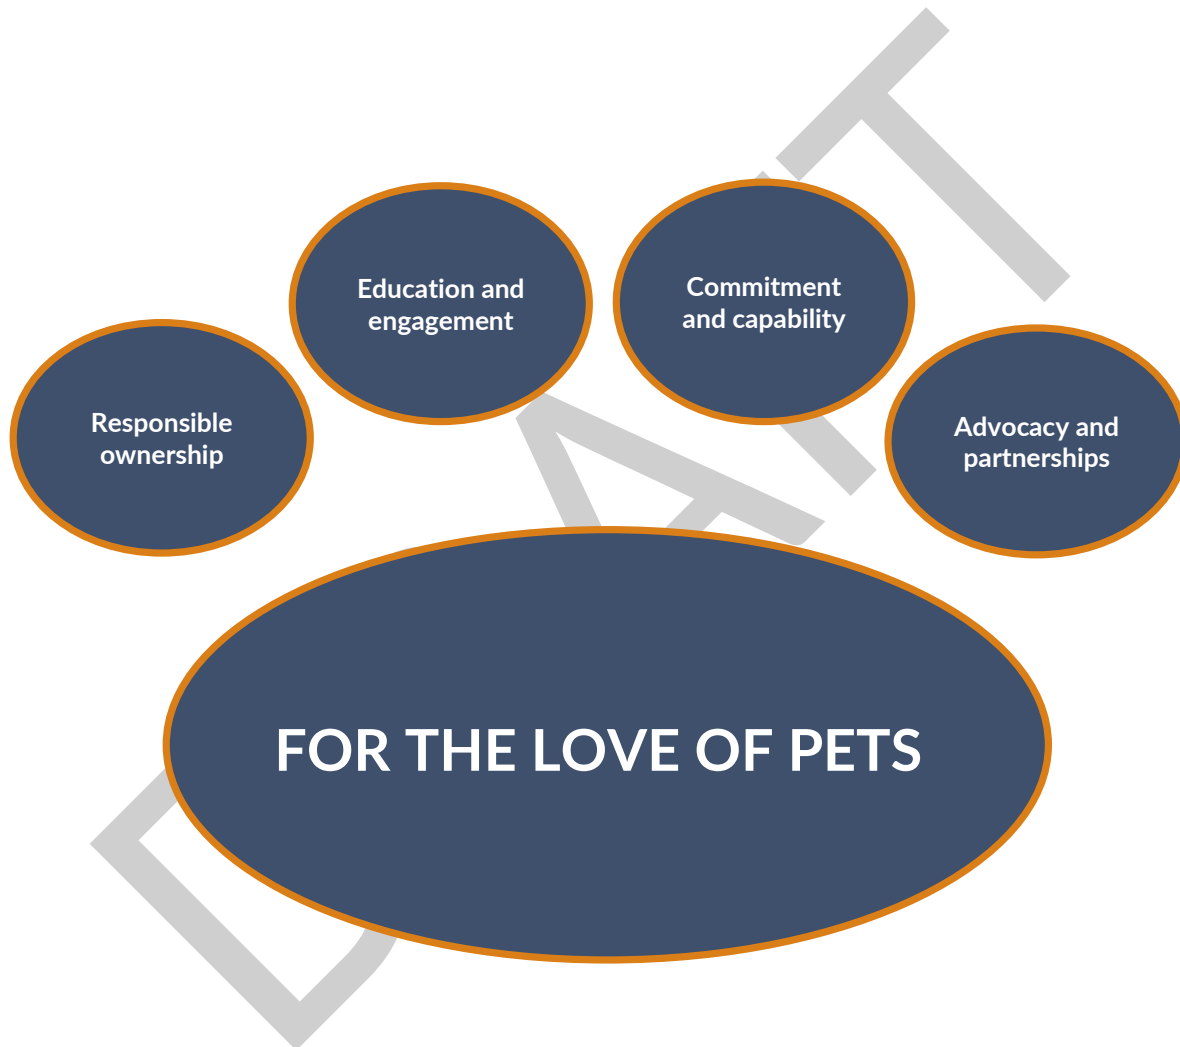 Education and
engagement
Commitment
and capability
Responsible
ownership
Advocacy and
partnerships
FOR THE LOVE OF PETS
DRAFT